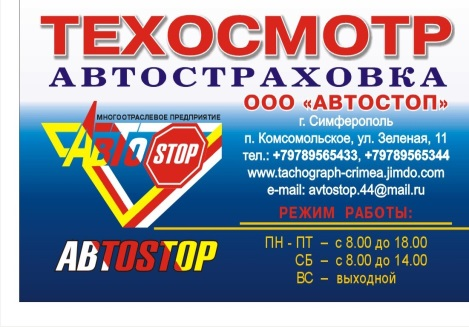 ТЕХОСМОТР
АВТОСТРАХОВКА
ООО «АВТОСТОП»
МНОГООТРАСЛЕВОЕ ПРЕДПРИЯТИЕ
АВТО STOP
г. Симферополь
п. Комсомольское, ул. Зеленая, 11
тел.: +79789565433, +79789565344
www.tachograph-crimea.jimdo.com
e-mail: avtostop.44@mail.ru
РЕЖИМ РАБОТЫ:
АВТОSTOP
ПН - ПТ – с 8.00 до 18.00
СБ – с 8.00 до 14.00
ВС – выходной